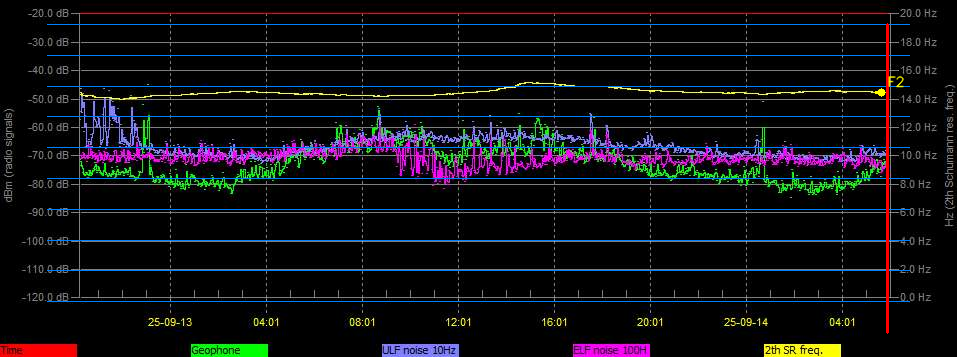 -20.0 dB 20.0 Hz
-30.0 dB 18.0 Hz
-40.0 dB 16.0 Hz
F2
-50.0 dB 14.0 Hz
-60.0 dB 12.0 Hz
-70.0 dB 10.0 Hz
-80.0 dB 8.0 Hz
-90.0 dB 6.0 Hz
-100.0 dB 4.0 Hz
-110.0 dB 2.0 Hz
-120.0 dB 0.0 Hz
dBm (radio signals)
Hz (2th Schumann res. freq.)
25-09-13 04:01 08:01 12:01 16:01 20:01 25-09-14 04:01
Time Geophone ULF noise 10Hz ELF noise 100H 2th SR freq.